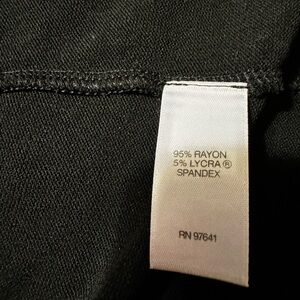 95% RAYON
5% LYCRA ®
SPANDEX
RN 97641